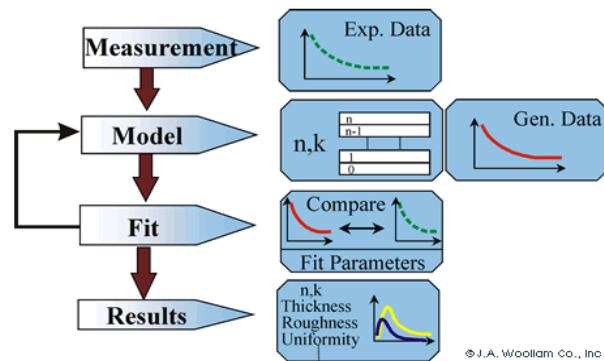 Measurement
Exp. Data
Model
n,k
n
n-1
1
0
Gen. Data
Fit
Compare
Fit Parameters
Results
n,k
Thickness
Roughness
Uniformity
© J.A. Woollam Co., Inc